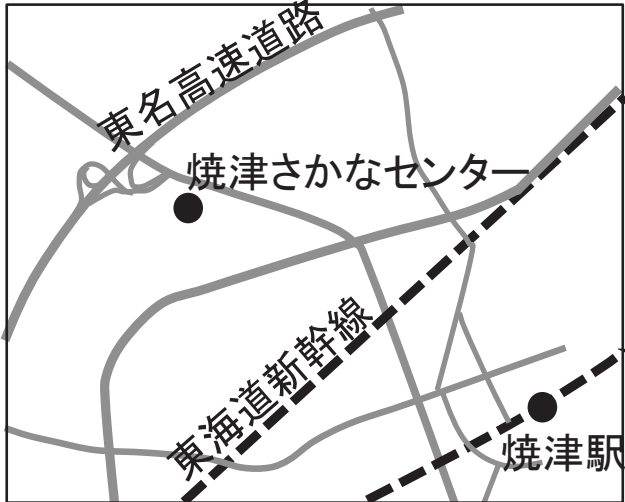 東名高速道路
焼津さかなセンター
東海道新幹線
焼津駅